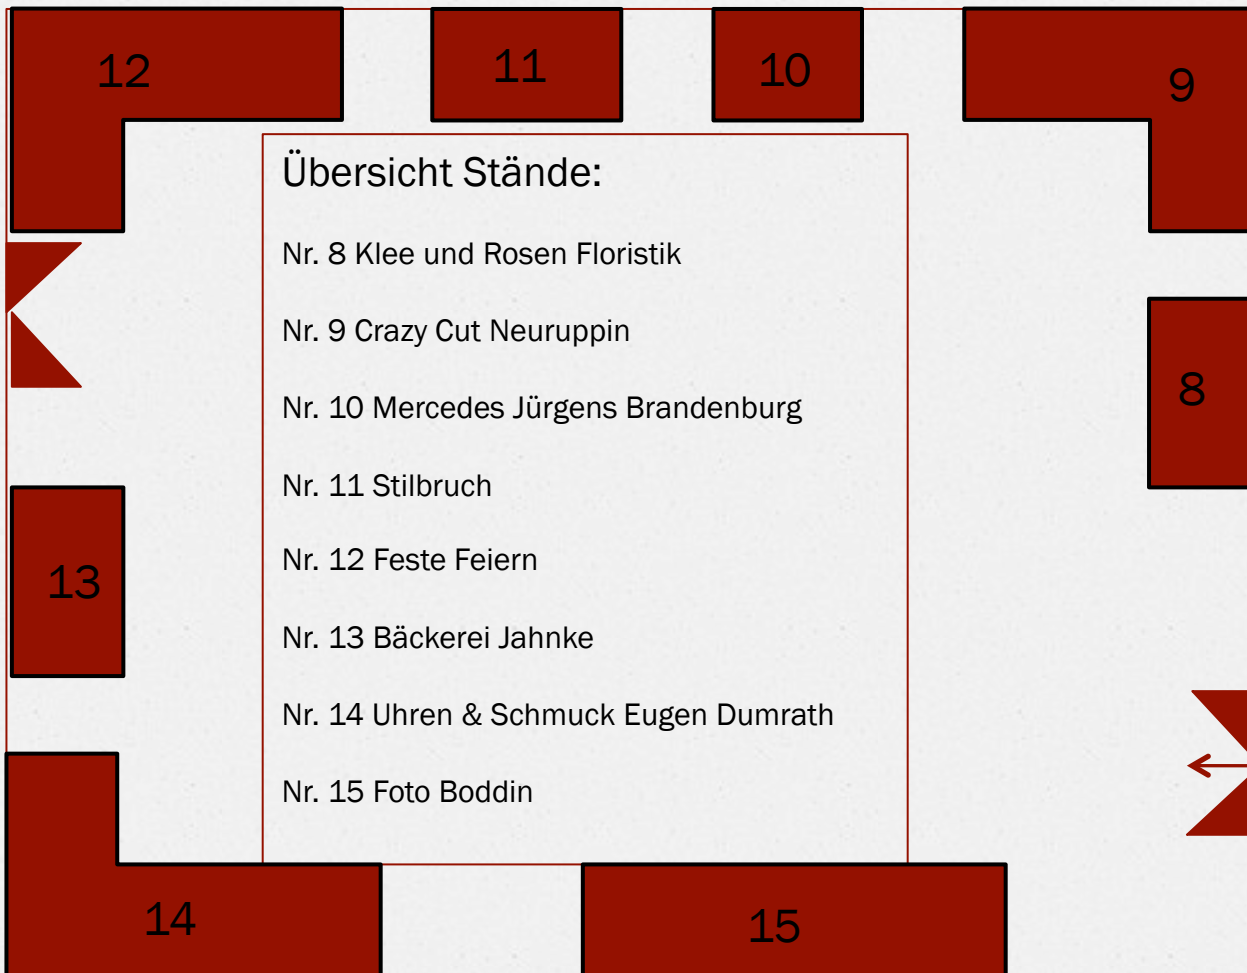 12
11
10
9
Übersicht Stände:
Nr. 8 Klee und Rosen Floristik
Nr. 9 Crazy Cut Neuruppin
Nr. 10 Mercedes Jürgens Brandenburg
Nr. 11 Stilbruch
Nr. 12 Feste Feiern
Nr. 13 Bäckerei Jahnke
Nr. 14 Uhren & Schmuck Eugen Dumrath
Nr. 15 Foto Boddin
8
13
14
15